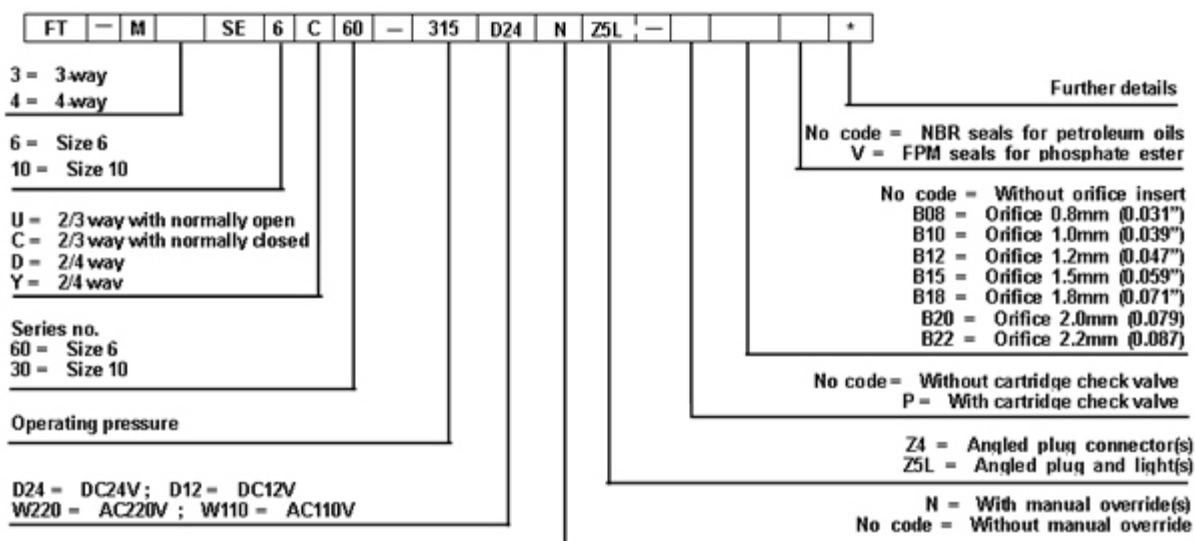 FT — M SE 6 C 60 — 315 D24 N Z5L — *
3 = 3-way
4 = 4-way
6 = Size 6
10 = Size 10
U = 2/3 way with normally open
C = 2/3 way with normally closed
D = 2/4 way
Y = 2/4 way
Series no.
60 = Size 6
30 = Size 10
Operating pressure
D24 = DC24V ; D12 = DC12V
W220 = AC220V ; W110 = AC110V
Further details
No code = NBR seals for petroleum oils
V = FPM seals for phosphate ester
No code = Without orifice insert
B08 = Orifice 0.8mm (0.031")
B10 = Orifice 1.0mm (0.039")
B12 = Orifice 1.2mm (0.047")
B15 = Orifice 1.5mm (0.059")
B18 = Orifice 1.8mm (0.071")
B20 = Orifice 2.0mm (0.079)
B22 = Orifice 2.2mm (0.087)
No code = Without cartridge check valve
P = With cartridge check valve
Z4 = Angled plug connector(s)
Z5L = Angled plug and light(s)
N = With manual override(s)
No code = Without manual override